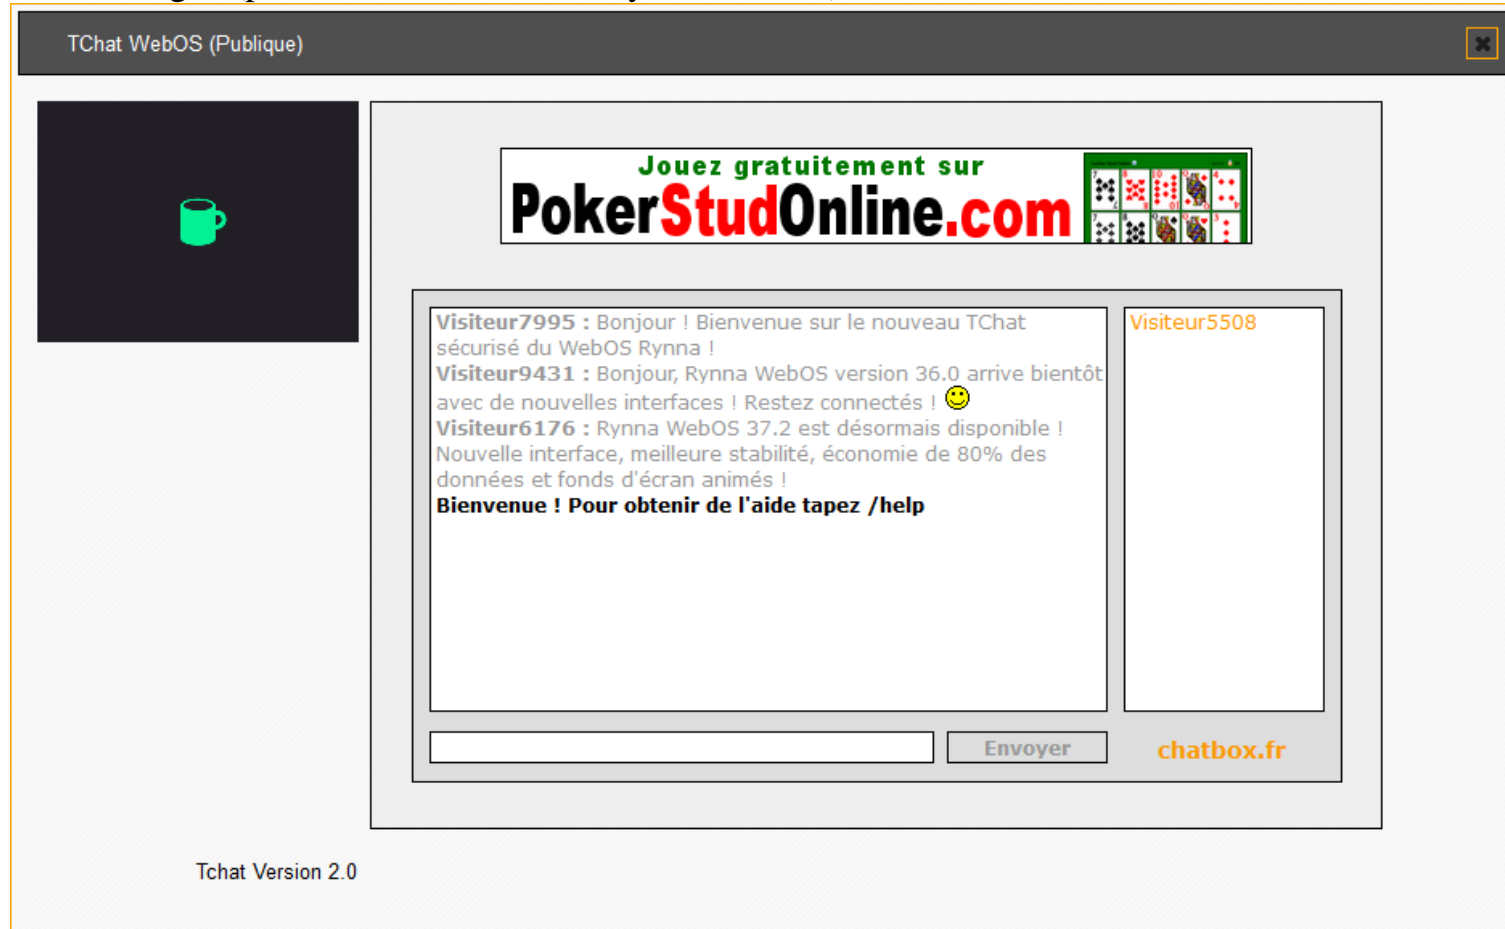 TChat WebOS (Publique)
Jouez gratuitement sur
PokerStudOnline.com
Visiteur7995 : Bonjour ! Bienvenue sur le nouveau TChat
sécurisé du WebOS Rynna !
Visiteur9431 : Bonjour, Rynna WebOS version 36.0 arrive bientôt
avec de nouvelles interfaces ! Restez connectés !
Visiteur6176 : Rynna WebOS 37.2 est désormais disponible !
Nouvelle interface, meilleure stabilité, économie de 80% des
données et fonds d'écran animés !
Bienvenue ! Pour obtenir de l'aide tapez /help
Visiteur5508
Envoyer
chatbox.fr
Tchat Version 2.0